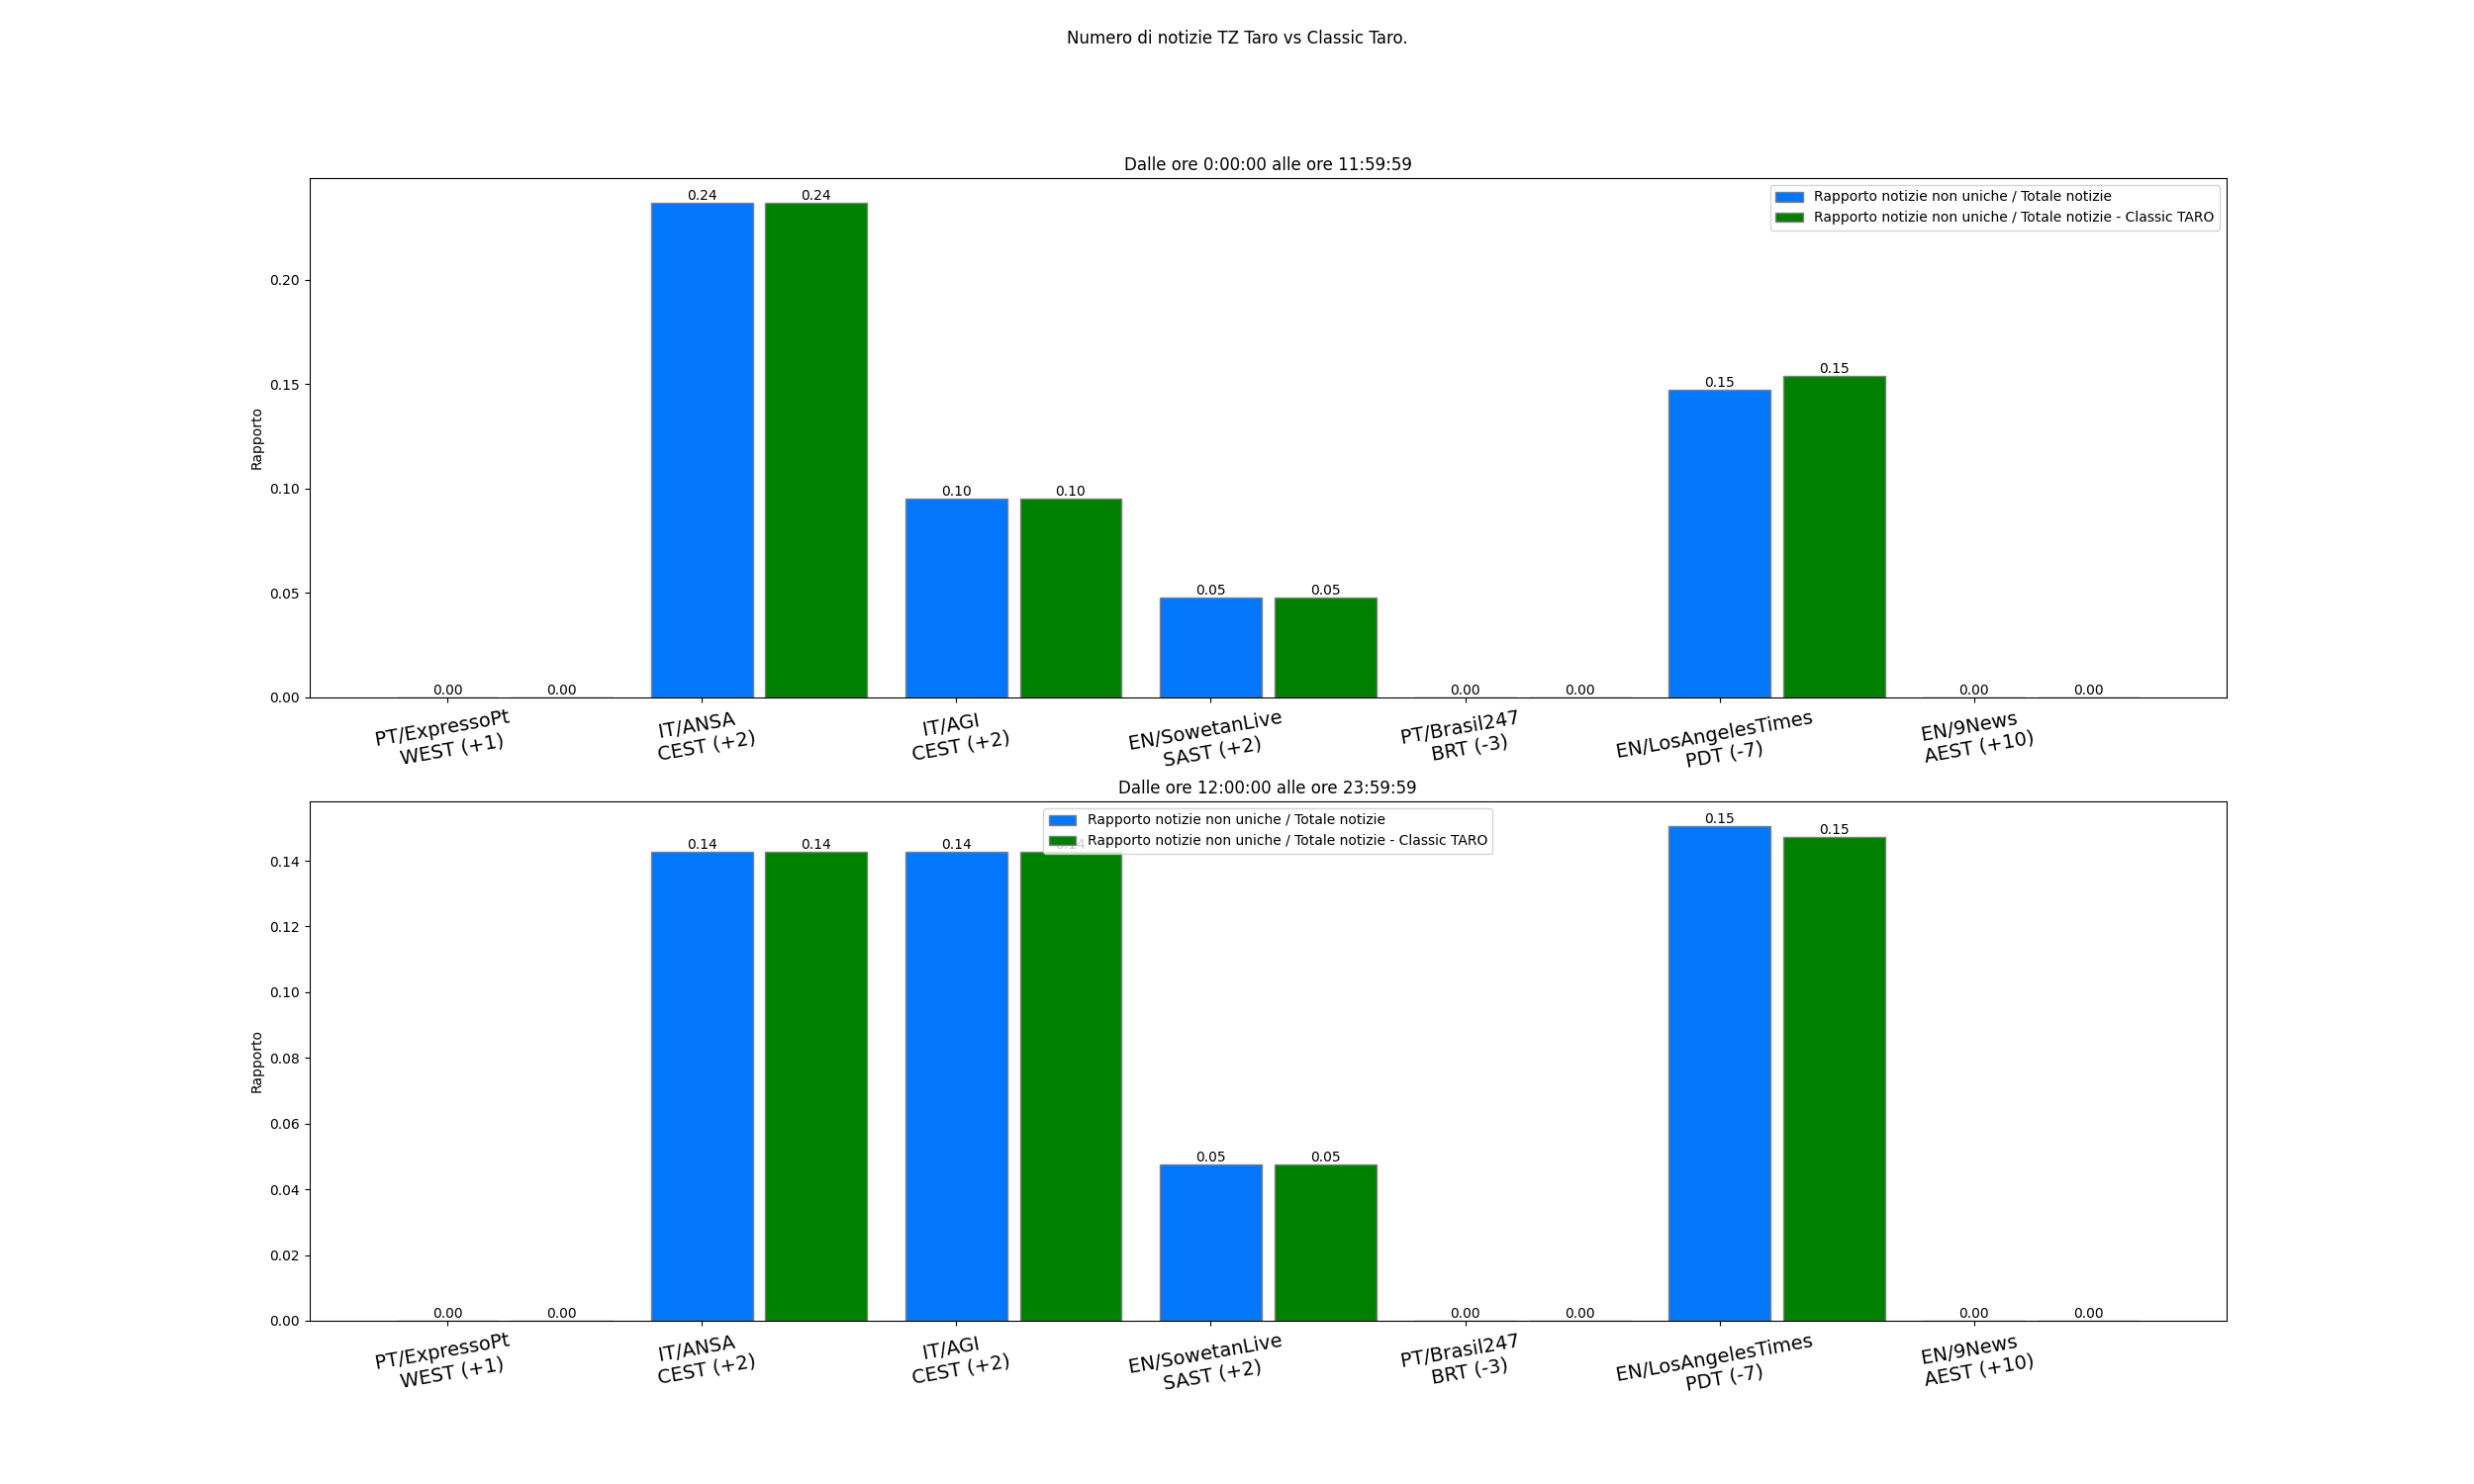 Numero di notizie TZ Taro vs Classic Taro.
Dalle ore 0:00:00 alle ore 11:59:59
Rapporto notizie non uniche / Totale notizie
Rapporto notizie non uniche / Totale notizie - Classic TARO
Rapporto
0.20
0.15
0.10
0.05
0.00
0.00
0.00
0.24
0.24
0.10
0.10
0.05
0.05
0.00
0.00
0.15
0.15
0.00
0.00
PT/ExpressoPt
WEST (+1)
IT/ANSA
CEST (+2)
IT/AGI
CEST (+2)
EN/SowetanLive
SAST (+2)
PT/Brasil247
BRT (-3)
EN/LosAngelesTimes
PDT (-7)
EN/9News
AEST (+10)
Dalle ore 12:00:00 alle ore 23:59:59
Rapporto notizie non uniche / Totale notizie
Rapporto notizie non uniche / Totale notizie - Classic TARO
Rapporto
0.14
0.12
0.10
0.08
0.06
0.04
0.02
0.00
0.00
0.00
0.14
0.14
0.14
0.14
0.05
0.05
0.00
0.00
0.15
0.15
0.00
0.00
PT/ExpressoPt
WEST (+1)
IT/ANSA
CEST (+2)
IT/AGI
CEST (+2)
EN/SowetanLive
SAST (+2)
PT/Brasil247
BRT (-3)
EN/LosAngelesTimes
PDT (-7)
EN/9News
AEST (+10)